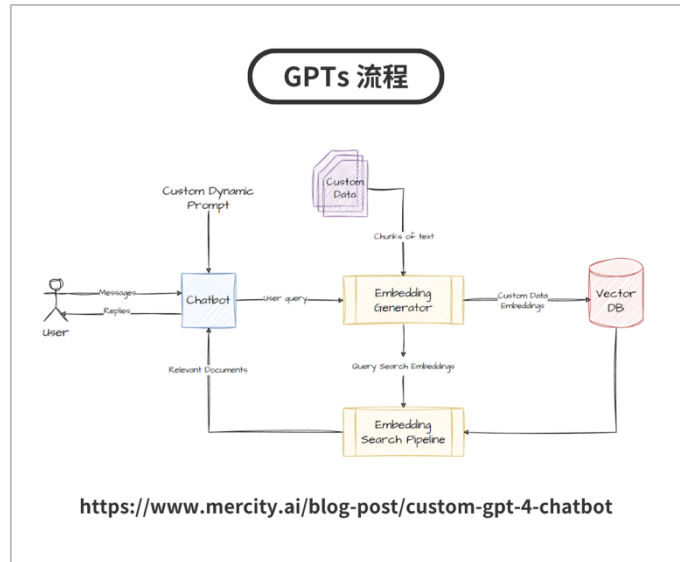 GPTs 流程
Custom Dynamic
Prompt
Custom
Data
Chunks of text
User
Messages
Replies
Chatbot
User query
Embedding
Generator
Custom Data
Embeddings
Vector
DB
Relevant Documents
Query Search Embeddings
Embedding
Search Pipeline
https://www.mercity.ai/blog-post/custom-gpt-4-chatbot